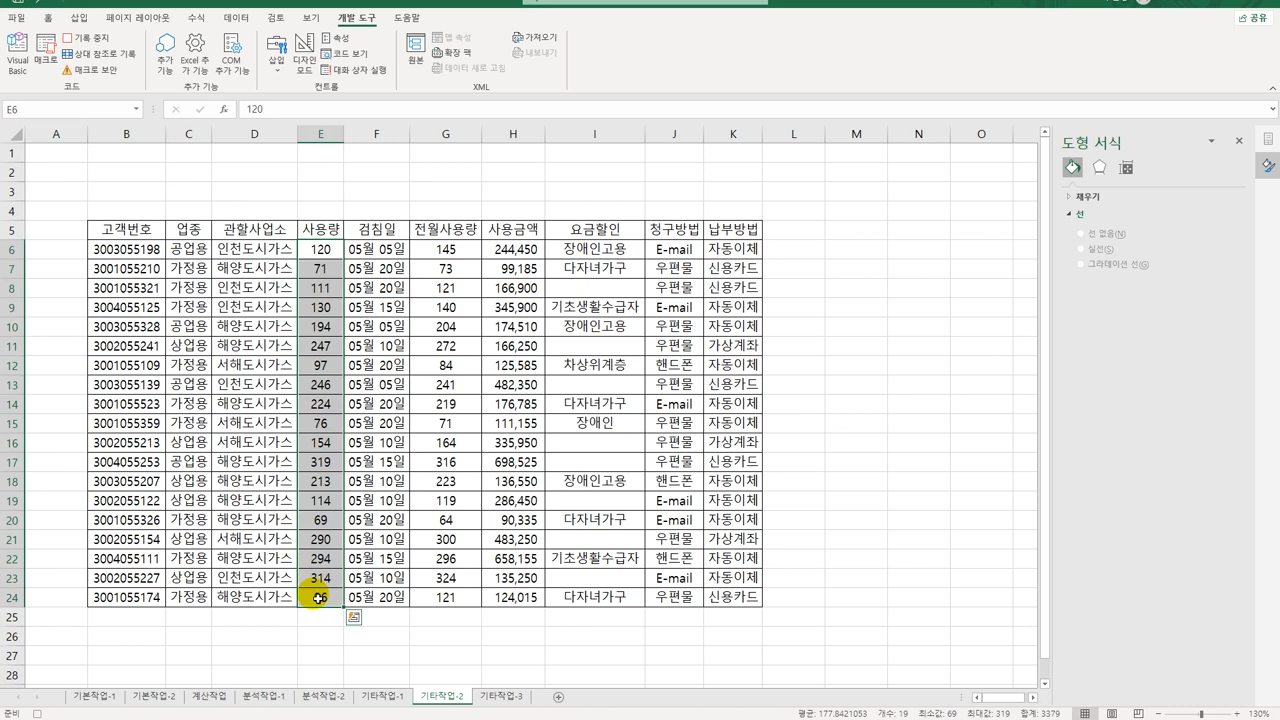 파일 홈 삽입 페이지 레이아웃 수식 데이터 검토 보기 개발 도구 도움말 공유
Visual Basic 매크로 기록 중지 상대 참조로 기록 매크로 보안 추가 기능 Excel 추가 기능 COM 추가 기능 삽입 디자인 모드 속성 코드 보기 대화 상자 실행 원본 맵 속성 확장 팩 데이터 새로 고침 가져오기 내보내기
코드 추가 기능 컨트롤 XML
E6 fx 120
A B C D E F G H I J K L M N O
1
2
3
4
5 고객번호 업종 관할사업소 사용량 검침일 전월사용량 사용금액 요금할인 청구방법 납부방법
6 3003055198 공업용 인천도시가스 120 05월 05일 145 244,450 장애인고용 E-mail 자동이체
7 3001055210 가정용 해양도시가스 71 05월 20일 73 99,185 다자녀가구 우편물 신용카드
8 3001055321 가정용 인천도시가스 111 05월 20일 121 166,900 우편물 신용카드
9 3004055125 가정용 인천도시가스 130 05월 15일 140 345,900 기초생활수급자 E-mail 자동이체
10 3003055328 공업용 해양도시가스 194 05월 05일 204 174,510 장애인고용 우편물 자동이체
11 3002055241 상업용 해양도시가스 247 05월 10일 272 166,250 우편물 가상계좌
12 3001055109 가정용 서해도시가스 97 05월 20일 84 125,585 차상위계층 핸드폰 자동이체
13 3003055139 공업용 인천도시가스 246 05월 05일 241 482,350 우편물 신용카드
14 3001055523 가정용 해양도시가스 224 05월 20일 219 176,785 다자녀가구 E-mail 자동이체
15 3001055359 가정용 서해도시가스 76 05월 20일 71 111,155 장애인 우편물 자동이체
16 3002055213 상업용 서해도시가스 154 05월 10일 164 335,950 우편물 가상계좌
17 3004055253 공업용 해양도시가스 319 05월 15일 316 698,525 우편물 신용카드
18 3003055207 상업용 해양도시가스 213 05월 10일 223 136,550 장애인고용 핸드폰 자동이체
19 3002055122 상업용 해양도시가스 114 05월 10일 119 286,450 E-mail 자동이체
20 3001055326 가정용 해양도시가스 69 05월 20일 64 90,335 다자녀가구 E-mail 자동이체
21 3002055154 상업용 서해도시가스 290 05월 10일 300 483,250 우편물 가상계좌
22 3004055111 가정용 해양도시가스 294 05월 15일 296 658,155 기초생활수급자 핸드폰 자동이체
23 3002055227 상업용 인천도시가스 314 05월 10일 324 135,250 E-mail 자동이체
24 3001055174 가정용 해양도시가스 05월 20일 121 124,015 다자녀가구 우편물 신용카드
25
26
27
28
도형 서식
채우기
선
선 없음(N)
실선(S)
그라데이션 선(G)
기본작업-1 기본작업-2 계산작업 분석작업-1 분석작업-2 기타작업-1 기타작업-2 기타작업-3
준비 평균: 177.8421053 개수: 19 최소값: 69 최대값: 319 합계: 3379 130%